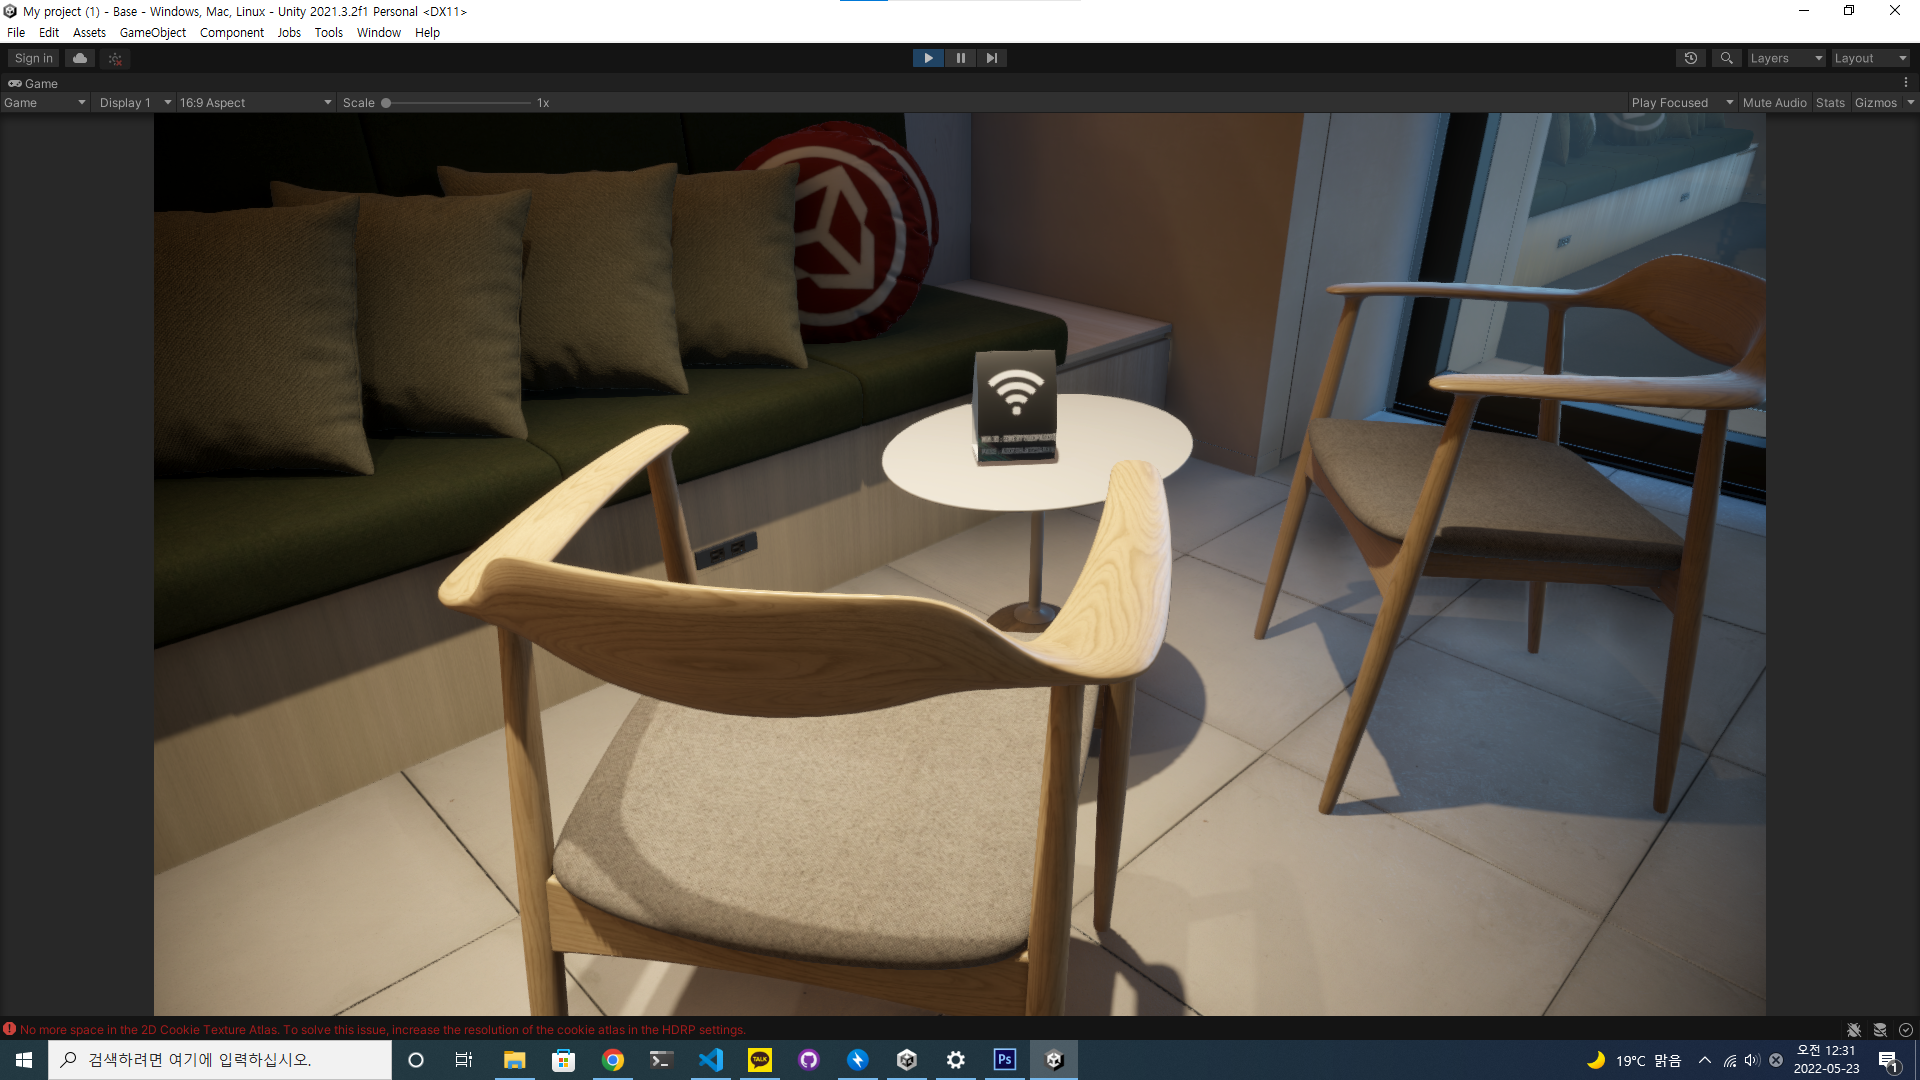 My project (1) - Base - Windows, Mac, Linux - Unity 2021.3.2f1 Personal <DX11>
File Edit Assets GameObject Component Jobs Tools Window Help
Sign in
Layers
Layout
Game
Game
Display 1
16:9 Aspect
Scale
1x
Play Focused
Mute Audio
Stats
Gizmos
No more space in the 2D Cookie Texture Atlas. To solve this issue, increase the resolution of the cookie atlas in the HDRP settings.
검색하려면 여기에 입력하십시오.
TALK
Ps
19°C 맑음
오전 12:31
2022-05-23
1